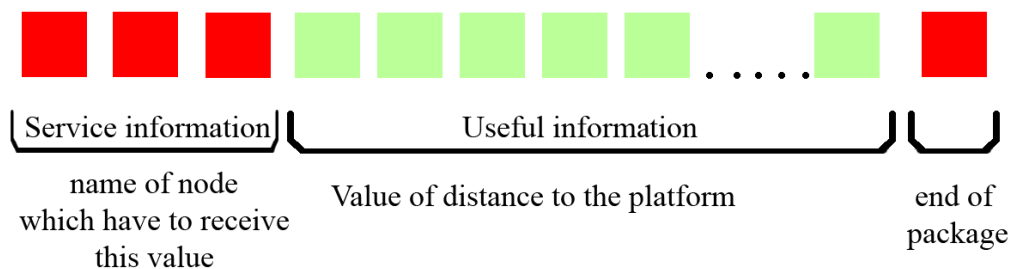 Service information
Useful information
name of node
which have to receive
this value
Value of distance to the platform
end of
package